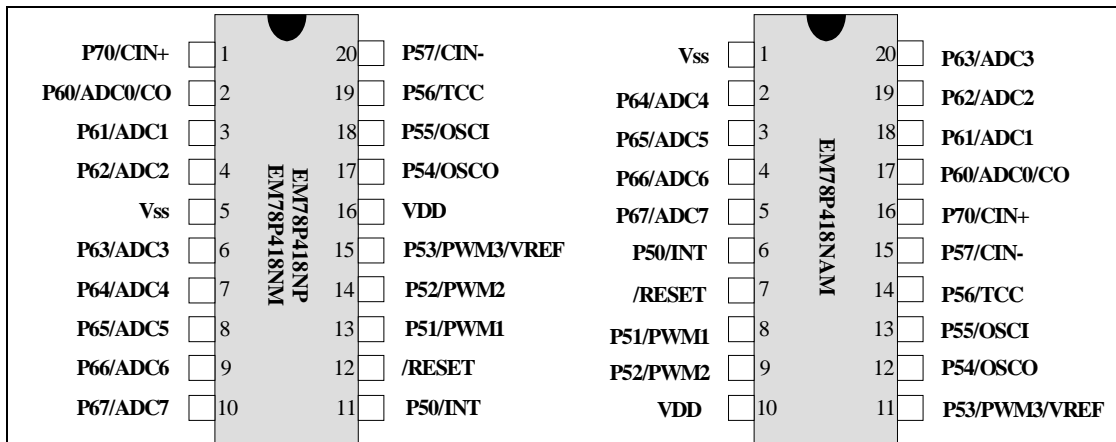 P70/CIN+ 1 20 P57/CIN-
P60/ADC0/CO 2 19 P56/TCC
P61/ADC1 3 18 P55/OSCI
P62/ADC2 4 17 P54/OSCO
Vss 5 16 VDD
P63/ADC3 6 15 P53/PWM3/VREF
P64/ADC4 7 14 P52/PWM2
P65/ADC5 8 13 P51/PWM1
P66/ADC6 9 12 /RESET
P67/ADC7 10 11 P50/INT
EM78P418NP
EM78P418NM
Vss 1 20 P63/ADC3
P64/ADC4 2 19 P62/ADC2
P65/ADC5 3 18 P61/ADC1
P66/ADC6 4 17 P60/ADC0/CO
P67/ADC7 5 16 P70/CIN+
P50/INT 6 15 P57/CIN-
/RESET 7 14 P56/TCC
P51/PWM1 8 13 P55/OSCI
P52/PWM2 9 12 P54/OSCO
VDD 10 11 P53/PWM3/VREF
EM78P418NAM